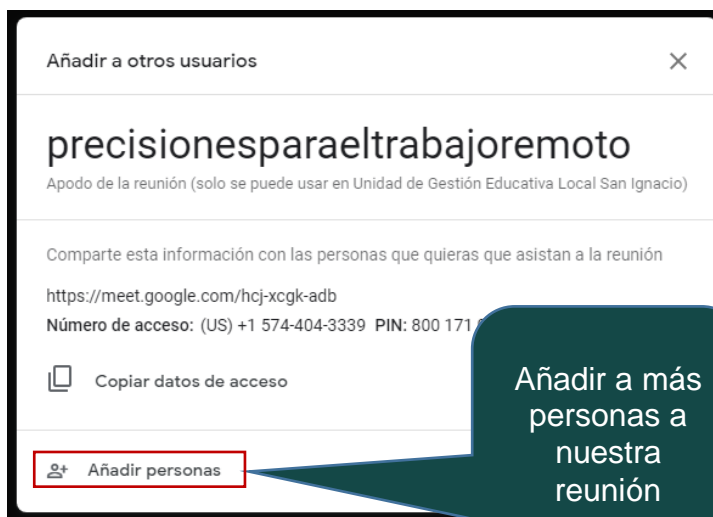 Añadir a otros usuarios
precisionesparaeltrabajoremoto
Apodo de la reunión (solo se puede usar en Unidad de Gestión Educativa Local San Ignacio)
Comparte esta información con las personas que quieras que asistan a la reunión
https://meet.google.com/hcj-xcgk-adb
Número de acceso: (US) +1 574-404-3339 PIN: 800 171
Copiar datos de acceso
Añadir personas
Añadir a más
personas a
nuestra
reunión